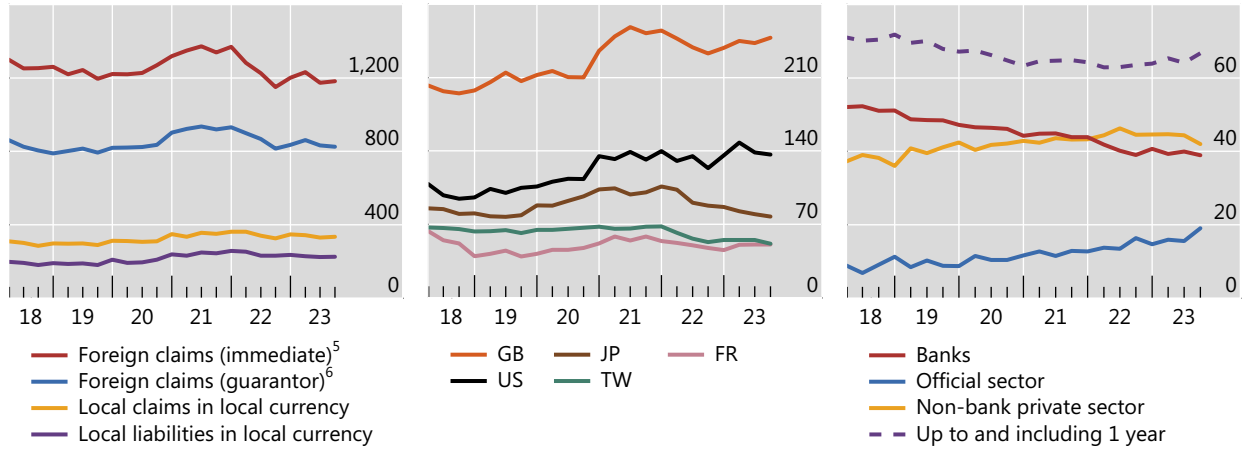 1,200
800
400
0
18 19 20 21 22 23
Foreign claims (immediate)⁵
Foreign claims (guarantor)⁶
Local claims in local currency
Local liabilities in local currency
210
140
70
0
18 19 20 21 22 23
GB JP FR
US TW
60
40
20
0
18 19 20 21 22 23
Banks
Official sector
Non-bank private sector
Up to and including 1 year